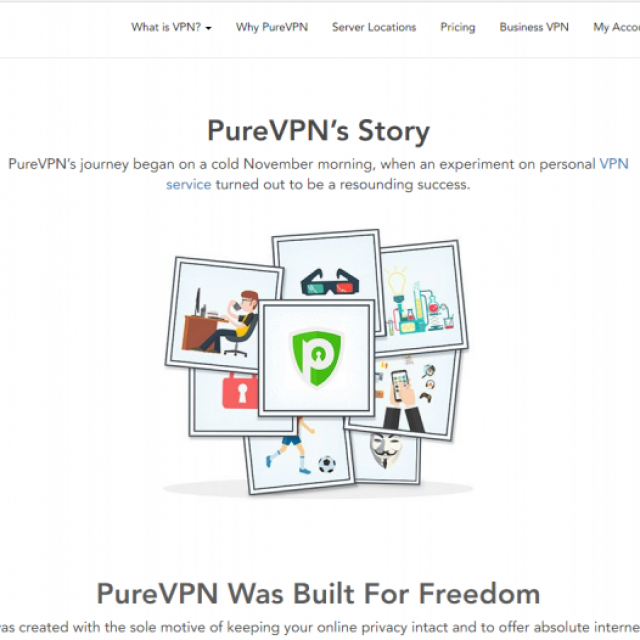 What is VPN? Why PureVPN Server Locations Pricing Business VPN My Acco
PureVPN's Story
PureVPN's journey began on a cold November morning, when an experiment on personal VPN
service turned out to be a resounding success.
p
PureVPN Was Built For Freedom
was created with the sole motive of keeping your online privacy intact and to offer absolute interne